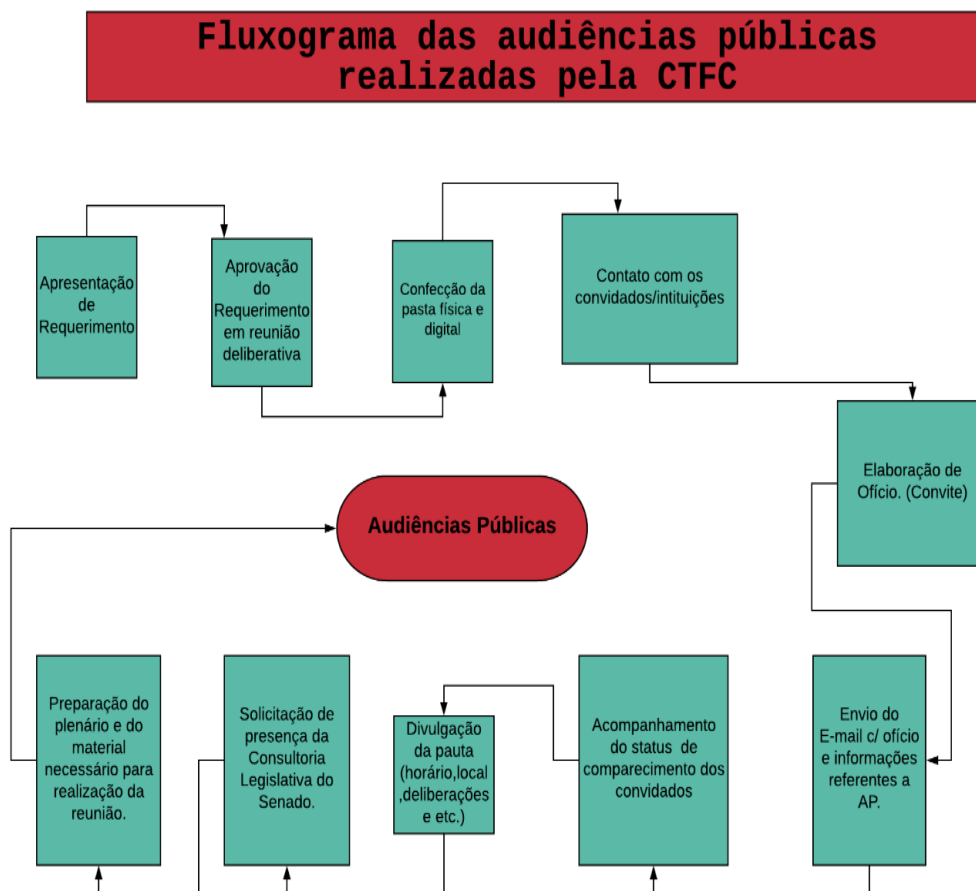 Fluxograma das audiências públicas
realizadas pela CTFC
Apresentação
de
Requerimento
Aprovação
do
Requerimento
em reunião
deliberativa
Confecção da
pasta física e
digital
Contato com os
convidados/intituições
Elaboração de
Ofício. (Convite)
Audiências Públicas
Preparação do
plenário e do
material
necessário para
realização da
reunião.
Solicitação de
presença da
Consultoria
Legislativa do
Senado.
Divulgação
da pauta
(horário,local
,deliberações
e etc.)
Acompanhamento
do status de
comparecimento dos
convidados
Envio do
E-mail c/ ofício
e informações
referentes a
AP.